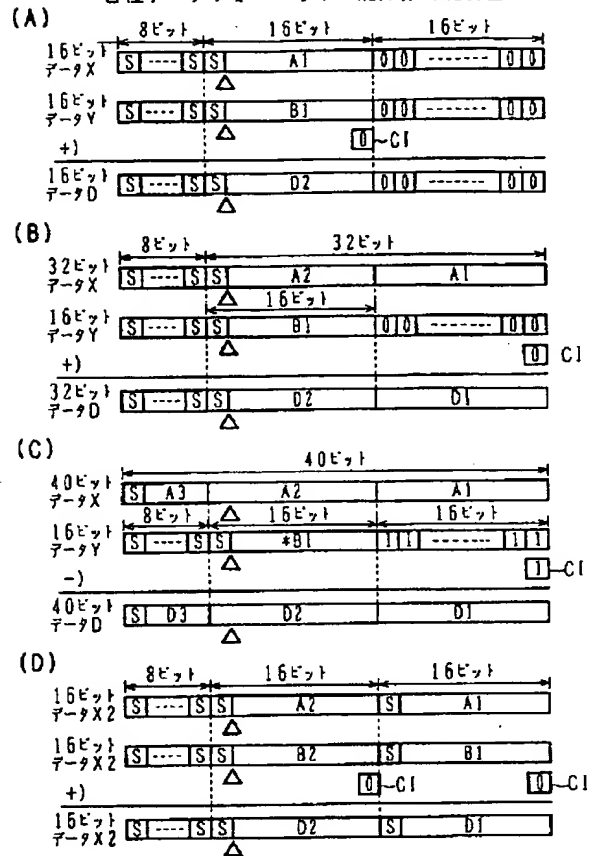 (A)
8ビット 16ビット 16ビット
16ビット データX S ---- S S A1 0 0 ------- 0 0
16ビット データY S ---- S S B1 0 0 ------- 0 0
+) 0 ~CI
16ビット データD S ---- S S D2 0 0 ------- 0 0
(B)
8ビット 32ビット
32ビット データX S ---- S S A2 A1
16ビット
16ビット データY S ---- S S B1 0 0 ------- 0 0
+) 0 CI
32ビット データD S ---- S S D2 D1
(C)
40ビット
40ビット データX S A3 A2 A1
8ビット 16ビット 16ビット
16ビット データY S ---- S S *B1 1 1 ------- 1 1
-) 1 ~CI
40ビット データD S D3 D2 D1
(D)
8ビット 16ビット 16ビット
16ビット データX2 S ---- S S A2 S A1
16ビット データX2 S ---- S S B2 S B1
+) 0 ~CI 0 ~CI
16ビット データX2 S ---- S S D2 S D1